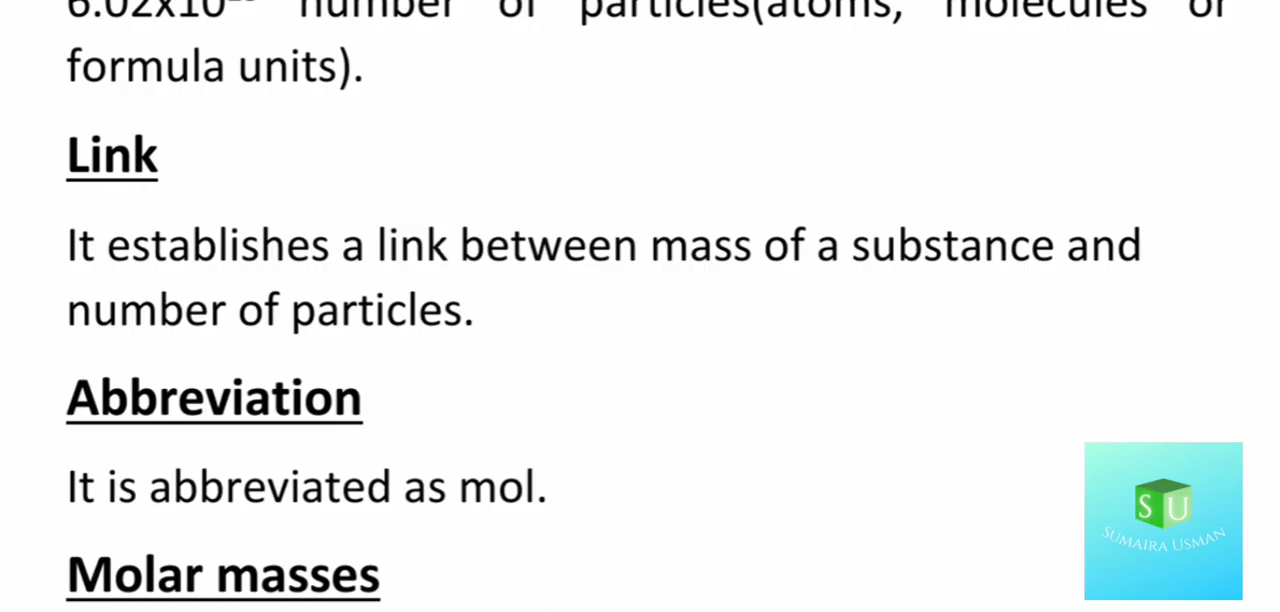 6.02x10²³ number of particles(atoms, molecules or
formula units).
Link
It establishes a link between mass of a substance and
number of particles.
Abbreviation
It is abbreviated as mol.
Molar masses
S U
SUMAIRA USMAN